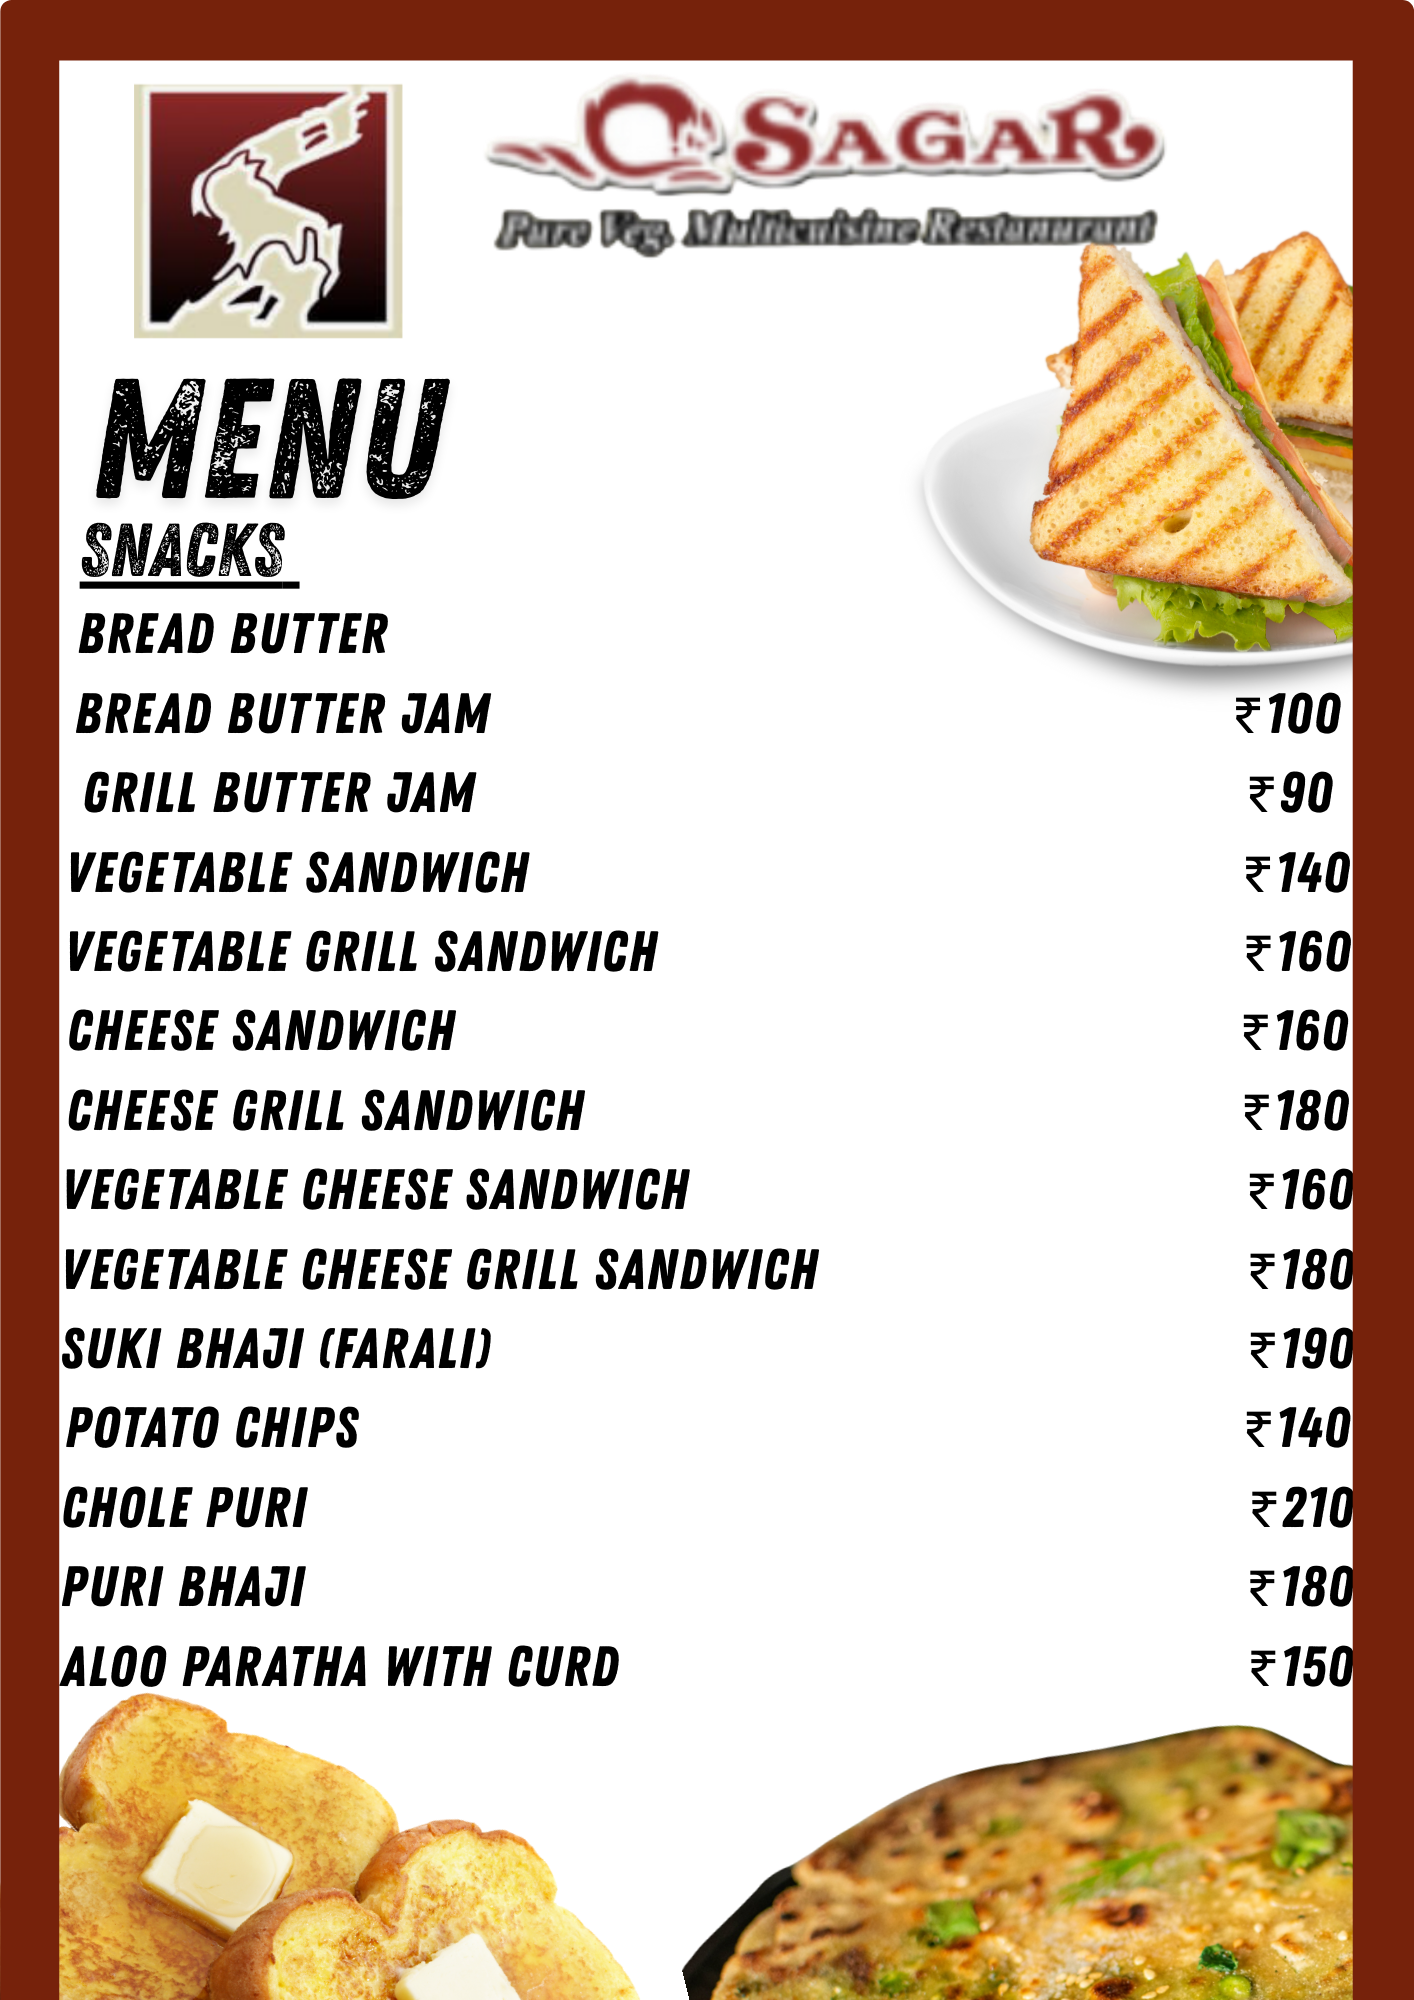 SAGAR
Pure Veg. Multicuisine Restaunurant
MENU
SNACKS
BREAD BUTTER
BREAD BUTTER JAM ₹100
GRILL BUTTER JAM ₹90
VEGETABLE SANDWICH ₹140
VEGETABLE GRILL SANDWICH ₹160
CHEESE SANDWICH ₹160
CHEESE GRILL SANDWICH ₹180
VEGETABLE CHEESE SANDWICH ₹160
VEGETABLE CHEESE GRILL SANDWICH ₹180
SUKI BHAJI (FARALI) ₹190
POTATO CHIPS ₹140
CHOLE PURI ₹210
PURI BHAJI ₹180
ALOO PARATHA WITH CURD ₹150